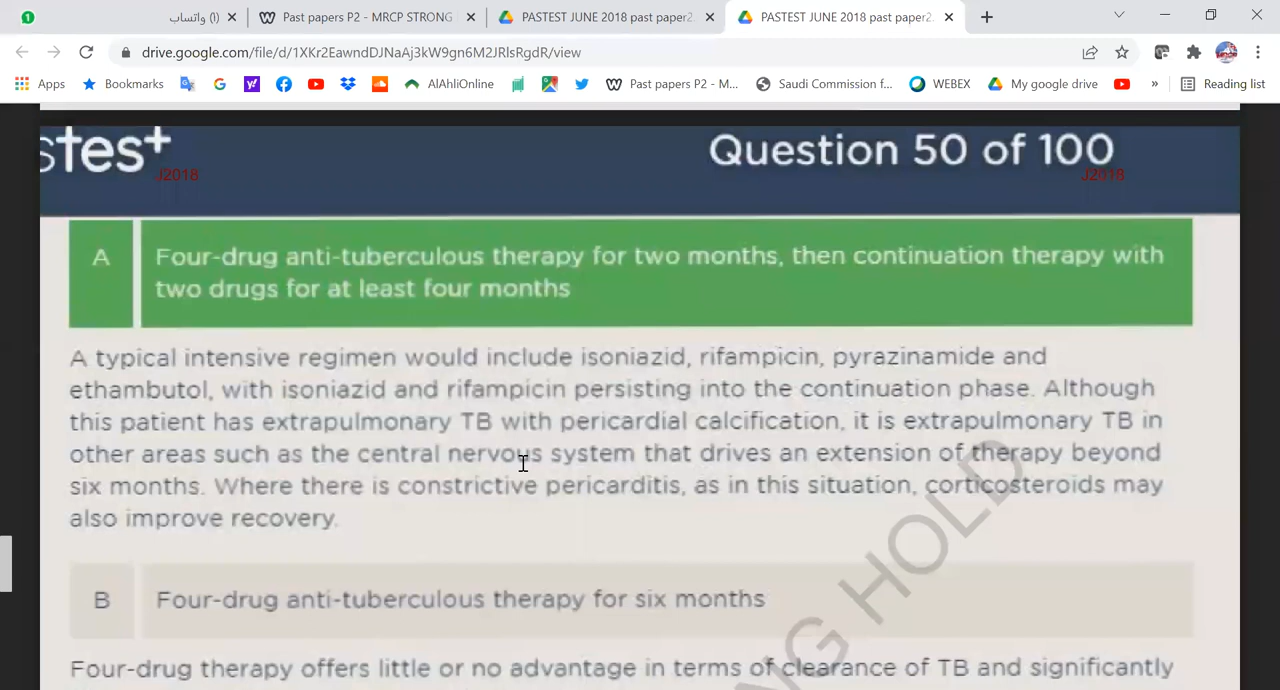 1
واتساب (١)
Past papers P2 - MRCP STRONG
PASTEST JUNE 2018 past paper2.
PASTEST JUNE 2018 past paper2.
drive.google.com/file/d/1XKr2EawndDJNaAj3kW9gn6M2JRIsRgdR/view
Apps
Bookmarks
AlAhliOnline
Past papers P2 - M...
Saudi Commission f...
WEBEX
My google drive
»
Reading list
stest+
Question 50 of 100
J2018
J2018
A
Four-drug anti-tuberculous therapy for two months, then continuation therapy with
two drugs for at least four months
A typical intensive regimen would include isoniazid, rifampicin, pyrazinamide and
ethambutol, with isoniazid and rifampicin persisting into the continuation phase. Although
this patient has extrapulmonary TB with pericardial calcification, it is extrapulmonary TB in
other areas such as the central nervous system that drives an extension of therapy beyond
six months. Where there is constrictive pericarditis, as in this situation, corticosteroids may
also improve recovery.
B
Four-drug anti-tuberculous therapy for six months
Four-drug therapy offers little or no advantage in terms of clearance of TB and significantly
NG HOLD